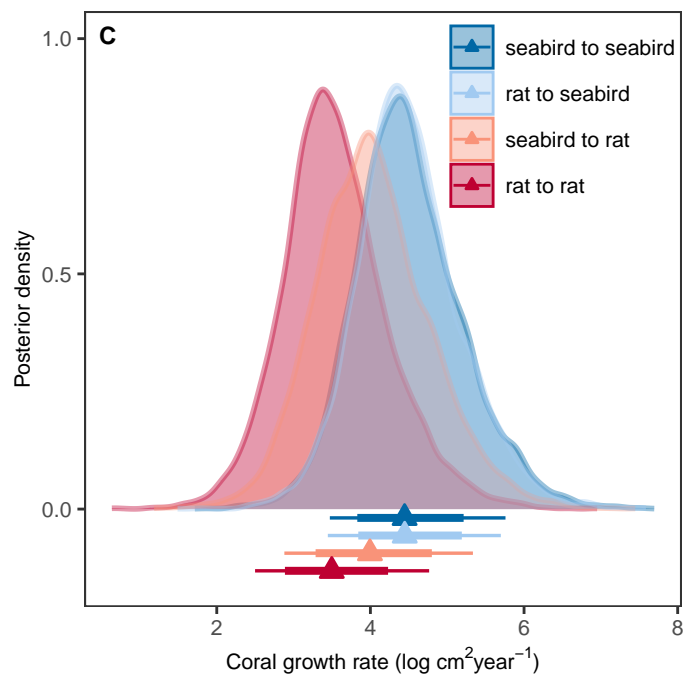 C
seabird to seabird
rat to seabird
seabird to rat
rat to rat
Posterior density
1.0
0.5
0.0
2 4 6 8
Coral growth rate (log cm²year⁻¹)